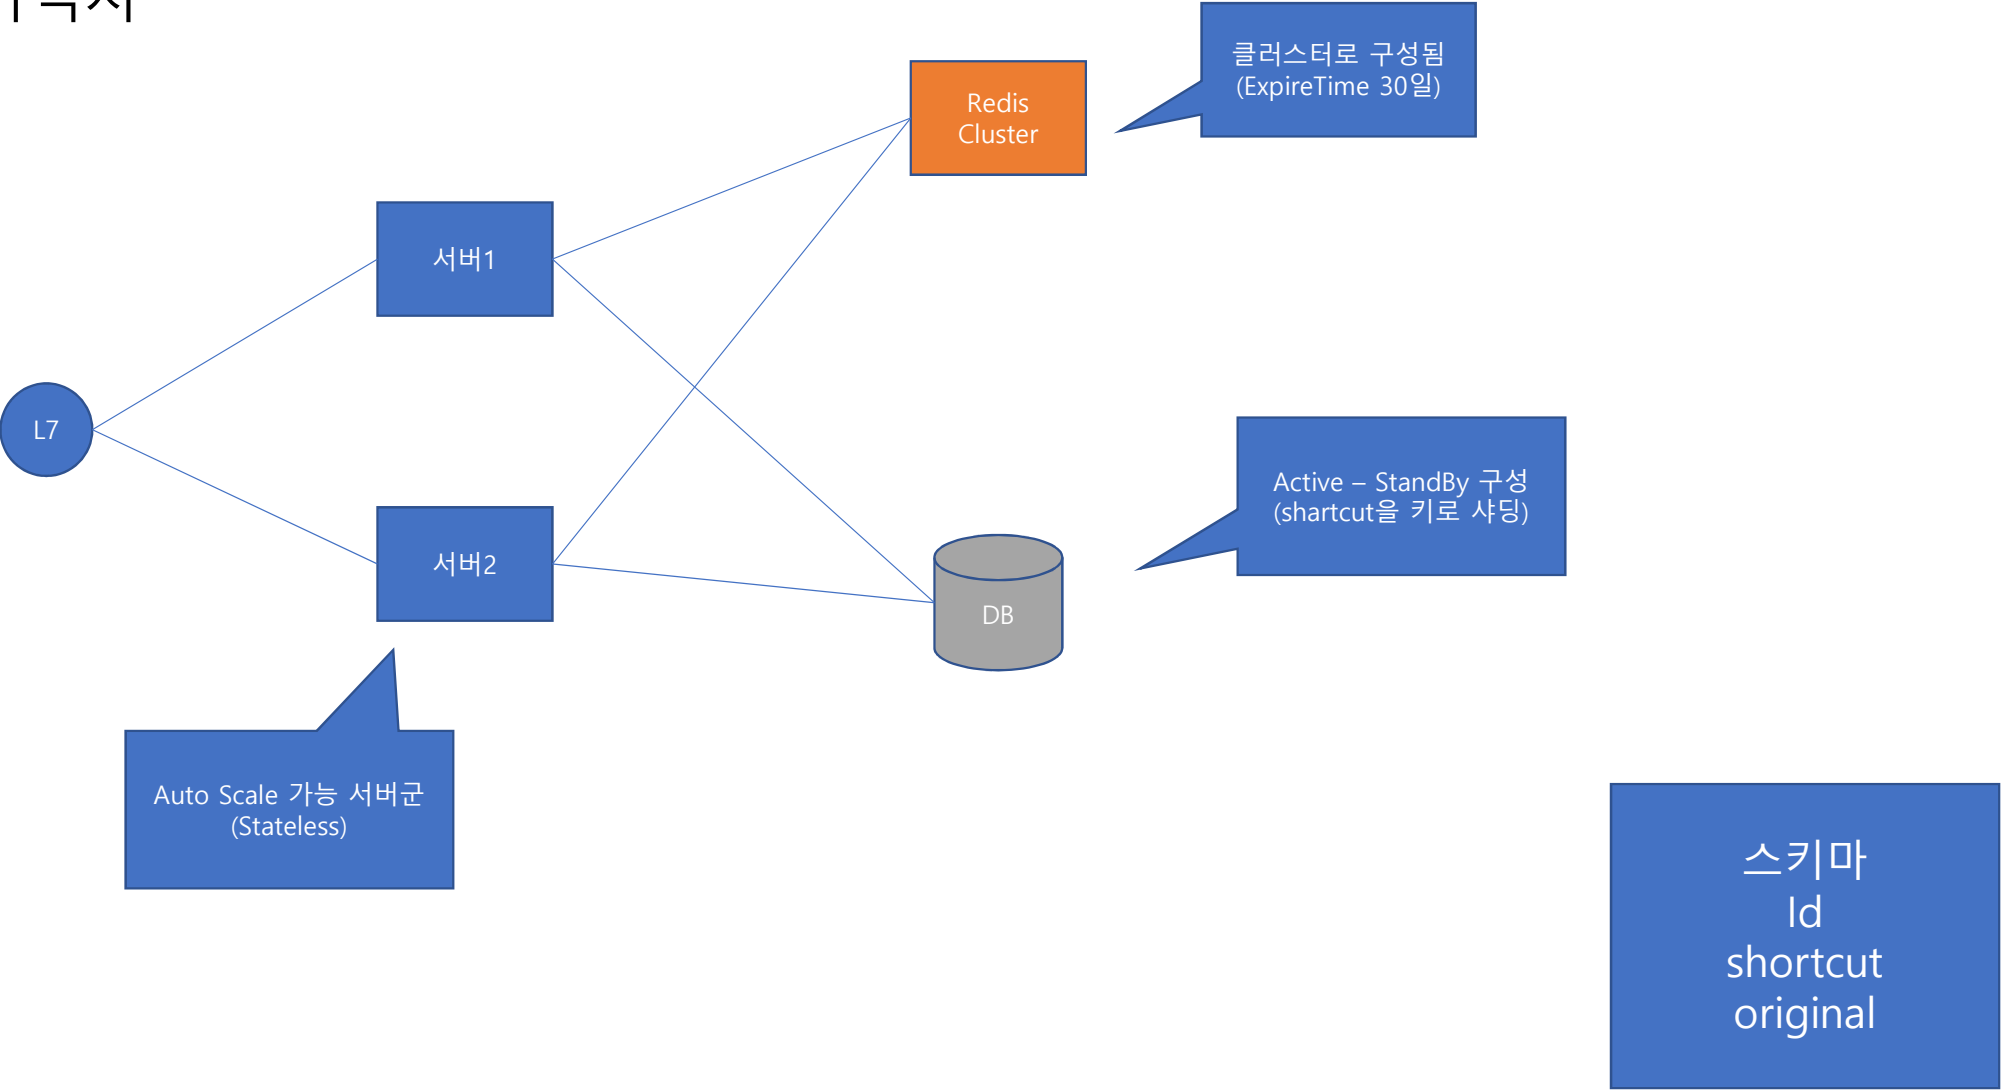 클러스터로 구성됨
(ExpireTime 30일)
Redis
Cluster
서버1
L7
Active – StandBy 구성
(shartcut을 키로 샤딩)
서버2
DB
Auto Scale 가능 서버군
(Stateless)
스키마
Id
shortcut
original